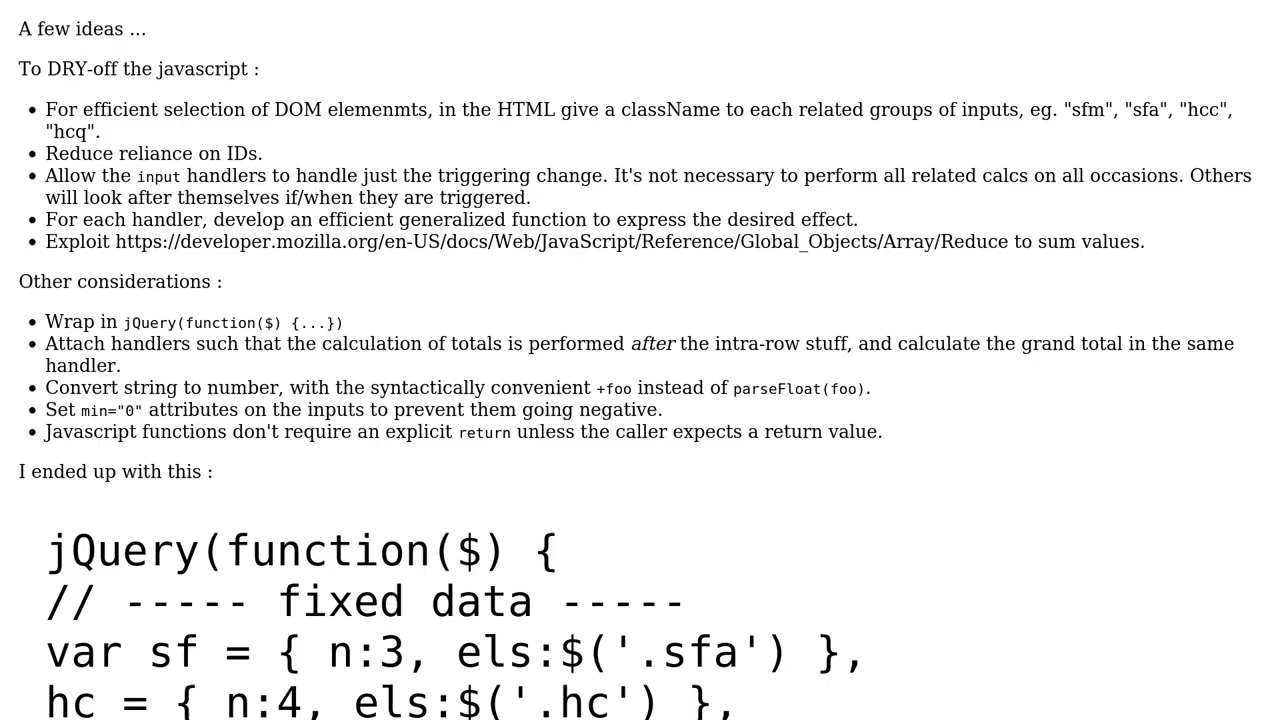 A few ideas ...
To DRY-off the javascript :
For efficient selection of DOM elemenmts, in the HTML give a className to each related groups of inputs, eg. "sfm", "sfa", "hcc",
"hcq".
Reduce reliance on IDs.
Allow the input handlers to handle just the triggering change. It's not necessary to perform all related calcs on all occasions. Others
will look after themselves if/when they are triggered.
For each handler, develop an efficient generalized function to express the desired effect.
Exploit https://developer.mozilla.org/en-US/docs/Web/JavaScript/Reference/Global_Objects/Array/Reduce to sum values.
Other considerations :
Wrap in jQuery(function($) {...})
Attach handlers such that the calculation of totals is performed after the intra-row stuff, and calculate the grand total in the same
handler.
Convert string to number, with the syntactically convenient +foo instead of parseFloat(foo).
Set min="0" attributes on the inputs to prevent them going negative.
Javascript functions don't require an explicit return unless the caller expects a return value.
I ended up with this :
jQuery(function($) {
// ----- fixed data -----
var sf = { n:3, els:$('.sfa') },
hc = { n:4, els:$('.hc') },